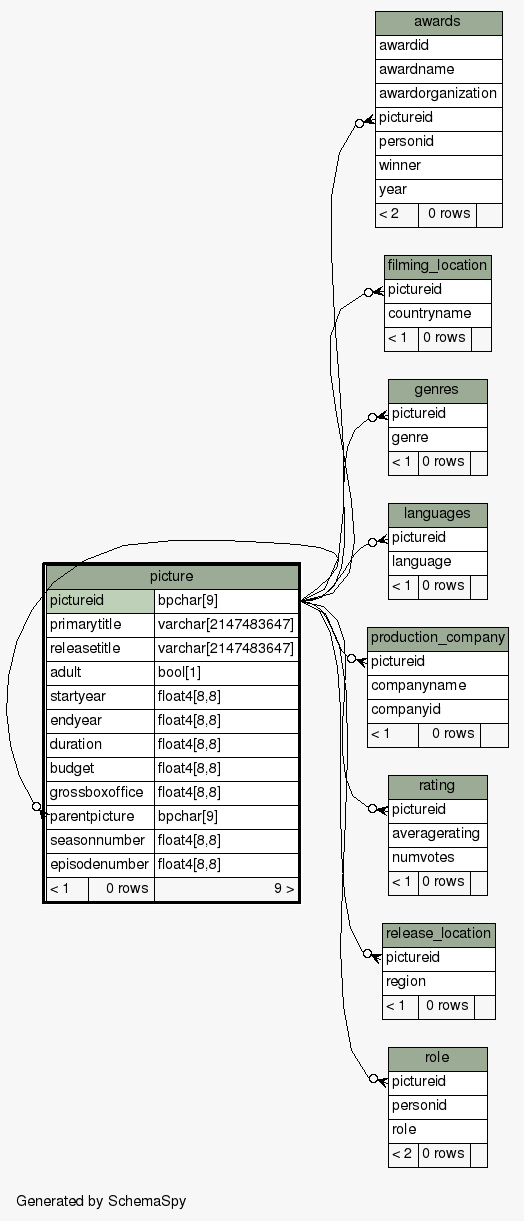 awards
awardid
awardname
awardorganization
pictureid
personid
winner
year
< 2 0 rows
filming_location
pictureid
countryname
< 1 0 rows
genres
pictureid
genre
< 1 0 rows
languages
pictureid
language
< 1 0 rows
picture
pictureid bpchar[9]
primarytitle varchar[2147483647]
releasetitle varchar[2147483647]
adult bool[1]
startyear float4[8,8]
endyear float4[8,8]
duration float4[8,8]
budget float4[8,8]
grossboxoffice float4[8,8]
parentpicture bpchar[9]
seasonnumber float4[8,8]
episodenumber float4[8,8]
< 1 0 rows 9 >
production_company
pictureid
companyname
companyid
< 1 0 rows
rating
pictureid
averagerating
numvotes
< 1 0 rows
release_location
pictureid
region
< 1 0 rows
role
pictureid
personid
role
< 2 0 rows
Generated by SchemaSpy